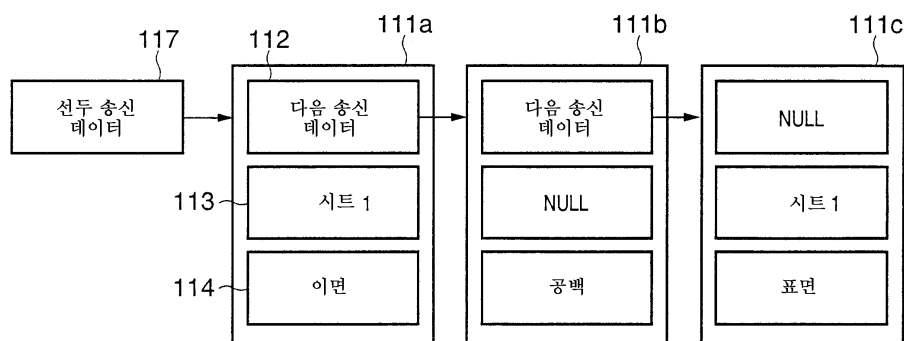 111a
111b
111c
117
112
선두 송신
데이터
다음 송신
데이터
다음 송신
데이터
NULL
113
시트 1
NULL
시트 1
114
이면
공백
표면